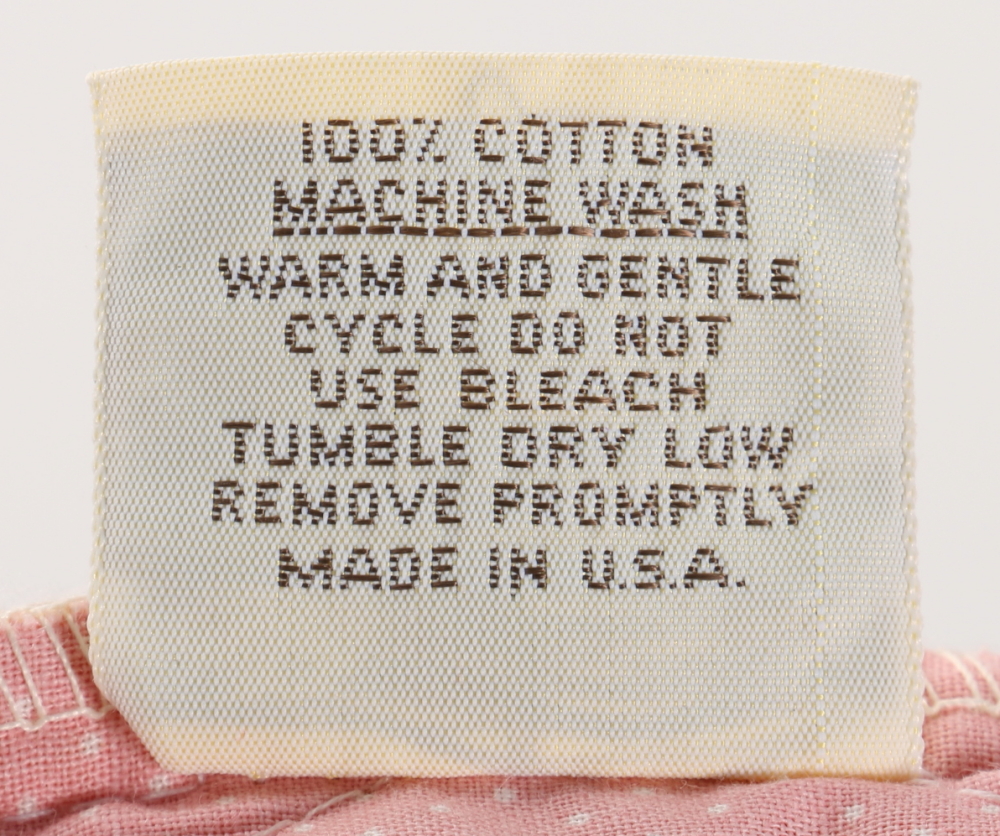 100% COTTON
MACHINE WASH
WARM AND GENTLE
CYCLE DO NOT
USE BLEACH
TUMBLE DRY LOW
REMOVE PROMPTLY
MADE IN U.S.A.